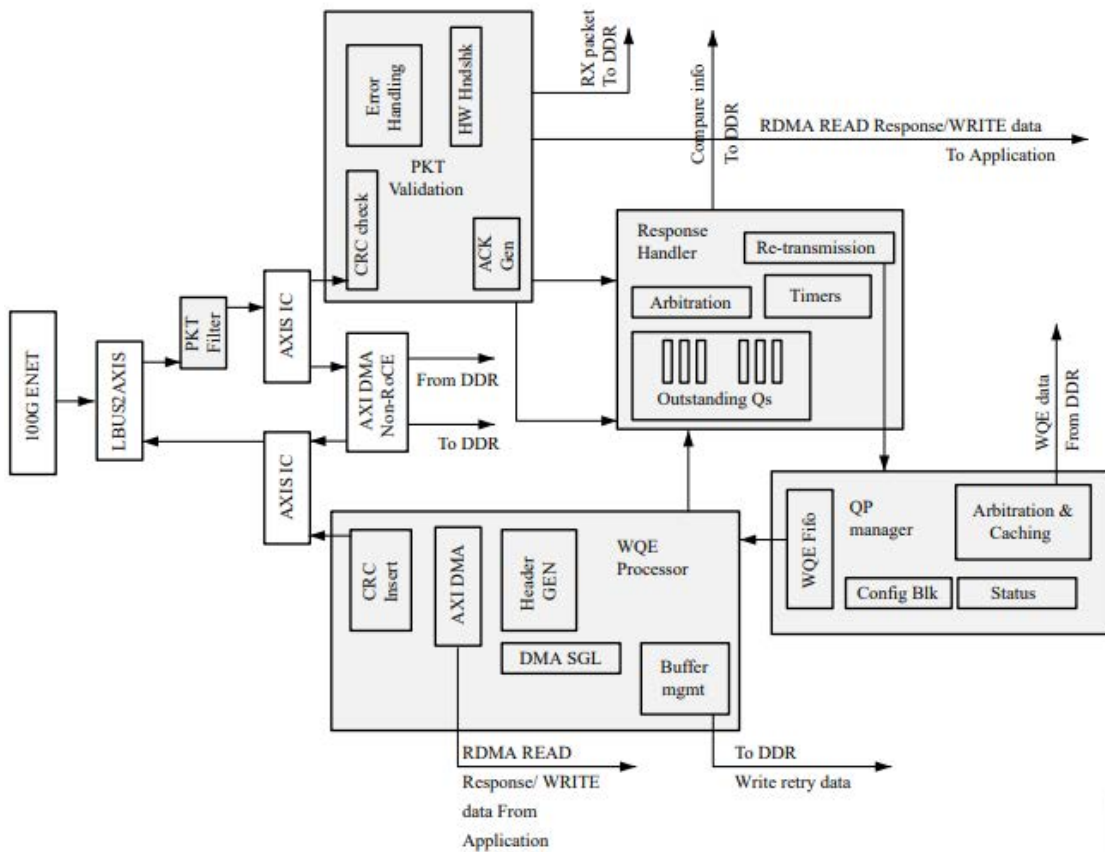 Error
Handling
HW Hndshk
PKT
Validation
CRC check
ACK
Gen
RX packet
To DDR
Compare info
To DDR
RDMA READ Response/WRITE data
To Application
Response
Handler
Re-transmission
Arbitration
Timers
Outstanding Qs
100G ENET
LBUS2 AXIS
PKT
Filter
AXIS IC
AXI DMA
Non-RoCE
From DDR
To DDR
AXIS IC
WQE data
From DDR
QP
manager
WQE Fifo
Arbitration &
Caching
Config Blk
Status
WQE
Processor
CRC
Insert
AXI DMA
Header
GEN
DMA SGL
Buffer
mgmt
RDMA READ
Response/ WRITE
data From
Application
To DDR
Write retry data